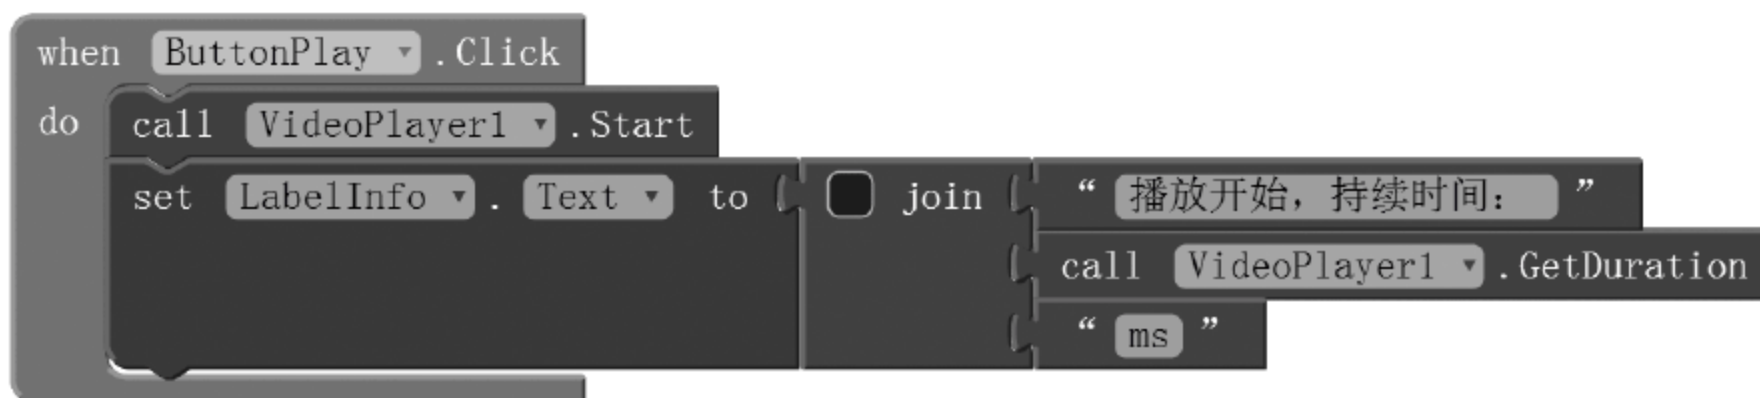 when ButtonPlay .Click
do call VideoPlayer1 .Start
set LabelInfo . Text to join “ 播放开始，持续时间： ”
call VideoPlayer1 .GetDuration
“ ms ”